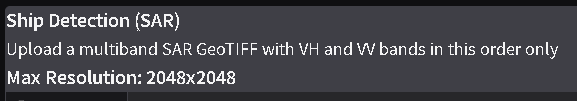 Ship Detection (SAR)
Upload a multiband SAR GeoTIFF with VH and VV bands in this order only
Max Resolution: 2048x2048